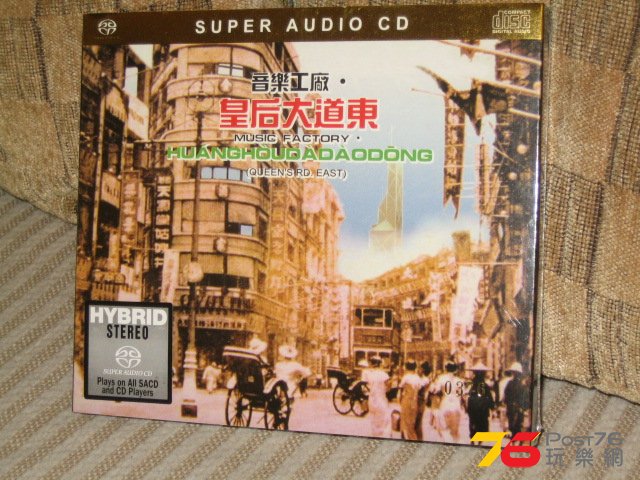 SUPER AUDIO CD
COMPACT
disc
DIGITAL AUDIO
音樂工廠·
皇后大道東
MUSIC FACTORY·
HUANGHOUDADAODŌNG
(QUEEN'S RD. EAST)
HYBRID
STEREO
SUPER AUDIO CD
Plays on All SACD
and CD Players
76 Post76
玩樂網